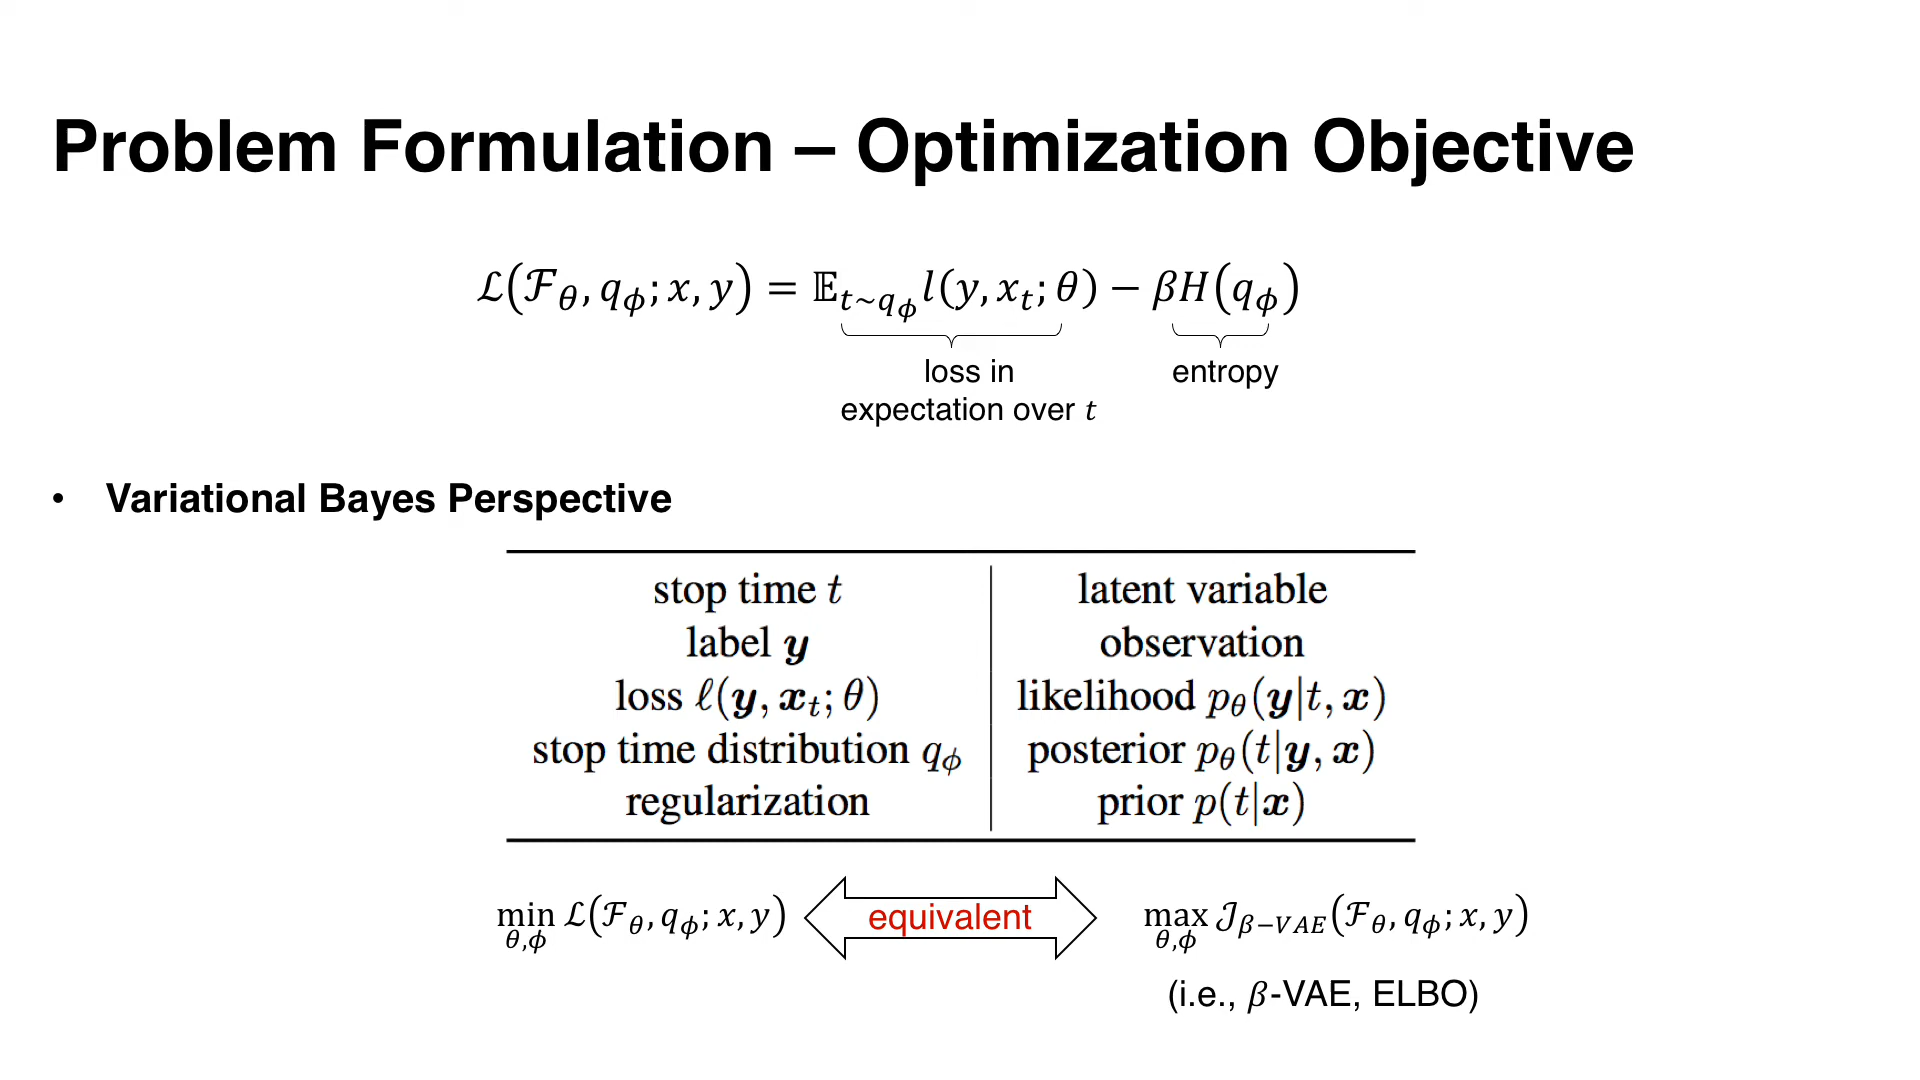 Problem Formulation – Optimization Objective
ℒ(ℱ_θ, q_ϕ; x, y) = 𝔼_{t~q_ϕ} l(y, x_t; θ) − βH(q_ϕ)
loss in entropy
expectation over t
• Variational Bayes Perspective
stop time t | latent variable
label y | observation
loss ℓ(y, x_t; θ) | likelihood p_θ(y|t, x)
stop time distribution q_ϕ | posterior p_θ(t|y, x)
regularization | prior p(t|x)
min_{θ,ϕ} ℒ(ℱ_θ, q_ϕ; x, y) equivalent max_{θ,ϕ} 𝒥_{β−VAE}(ℱ_θ, q_ϕ; x, y)
(i.e., β-VAE, ELBO)